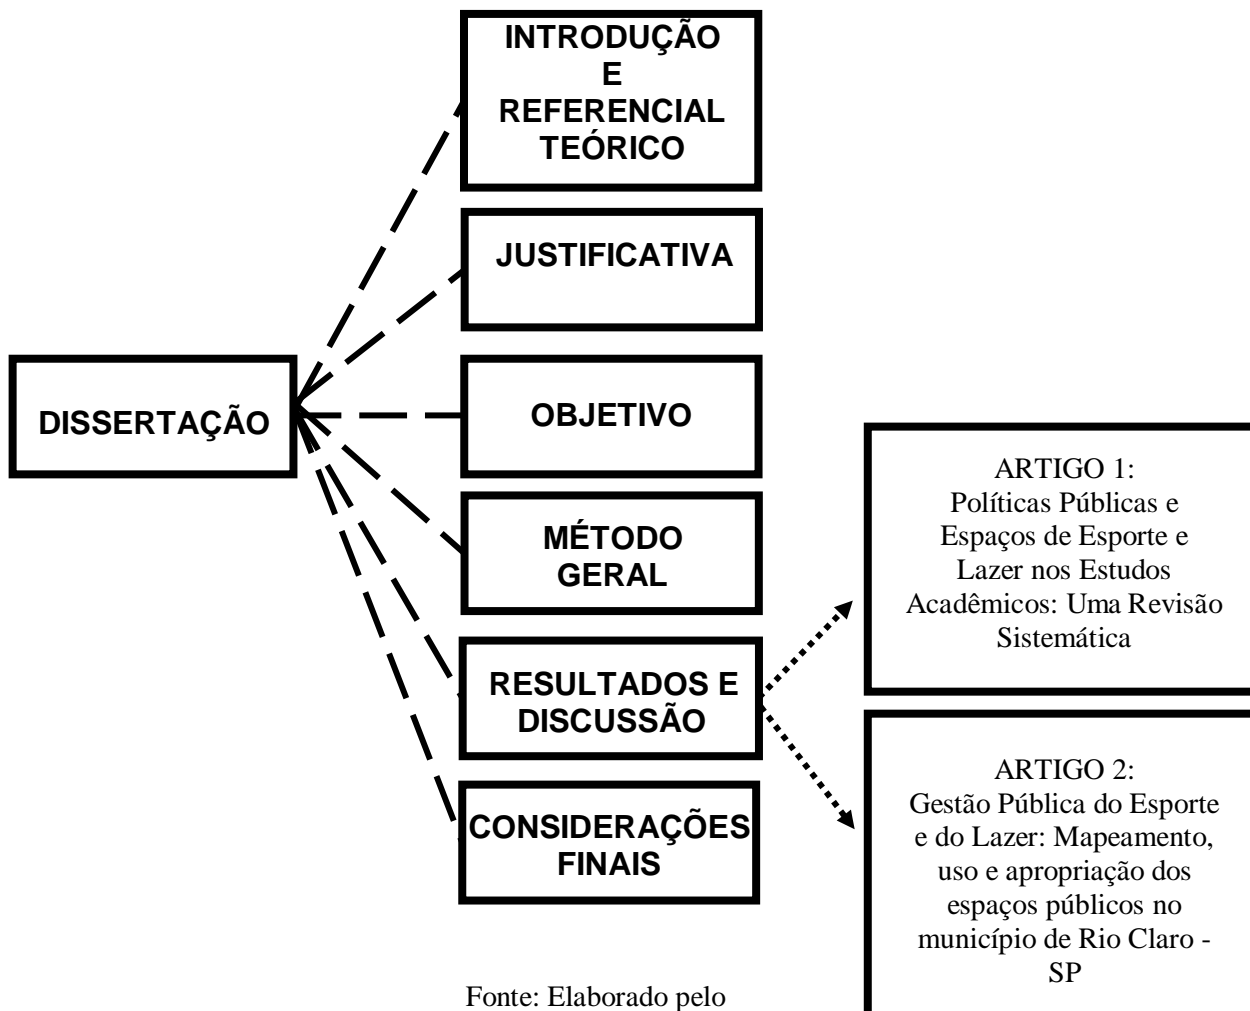 INTRODUÇÃO
E
REFERENCIAL
TEÓRICO
JUSTIFICATIVA
DISSERTAÇÃO
OBJETIVO
MÉTODO
GERAL
RESULTADOS E
DISCUSSÃO
CONSIDERAÇÕES
FINAIS
ARTIGO 1:
Políticas Públicas e
Espaços de Esporte e
Lazer nos Estudos
Acadêmicos: Uma Revisão
Sistemática
ARTIGO 2:
Gestão Pública do Esporte
e do Lazer: Mapeamento,
uso e apropriação dos
espaços públicos no
município de Rio Claro -
SP
Fonte: Elaborado pelo